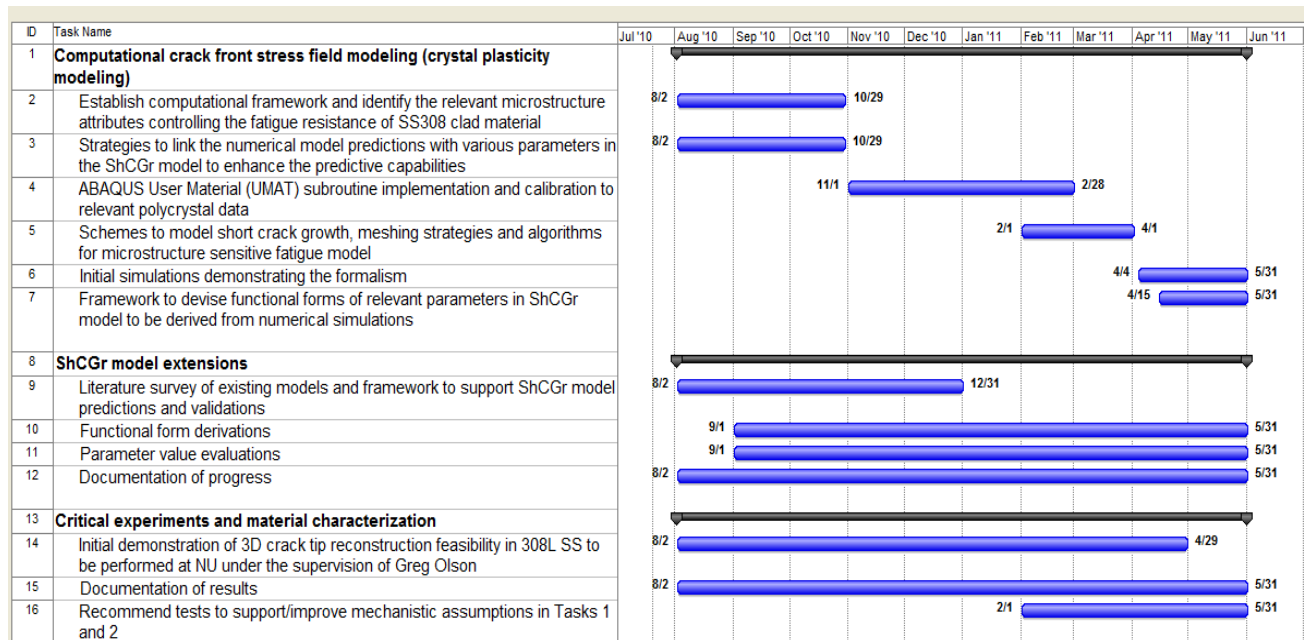 ID Task Name Jul '10 Aug '10 Sep '10 Oct '10 Nov '10 Dec '10 Jan '11 Feb '11 Mar '11 Apr '11 May '11 Jun '11
1 Computational crack front stress field modeling (crystal plasticity
modeling)
2 Establish computational framework and identify the relevant microstructure 8/2 10/29
attributes controlling the fatigue resistance of SS308 clad material
3 Strategies to link the numerical model predictions with various parameters in 8/2 10/29
the ShCGr model to enhance the predictive capabilities
4 ABAQUS User Material (UMAT) subroutine implementation and calibration to 11/1 2/28
relevant polycrystal data
5 Schemes to model short crack growth, meshing strategies and algorithms 2/1 4/1
for microstructure sensitive fatigue model
6 Initial simulations demonstrating the formalism 4/4 5/31
7 Framework to devise functional forms of relevant parameters in ShCGr 4/15 5/31
model to be derived from numerical simulations
8 ShCGr model extensions
9 Literature survey of existing models and framework to support ShCGr model 8/2 12/31
predictions and validations
10 Functional form derivations 9/1 5/31
11 Parameter value evaluations 9/1 5/31
12 Documentation of progress 8/2 5/31
13 Critical experiments and material characterization
14 Initial demonstration of 3D crack tip reconstruction feasibility in 308L SS to 8/2 4/29
be performed at NU under the supervision of Greg Olson
15 Documentation of results 8/2 5/31
16 Recommend tests to support/improve mechanistic assumptions in Tasks 1 2/1 5/31
and 2